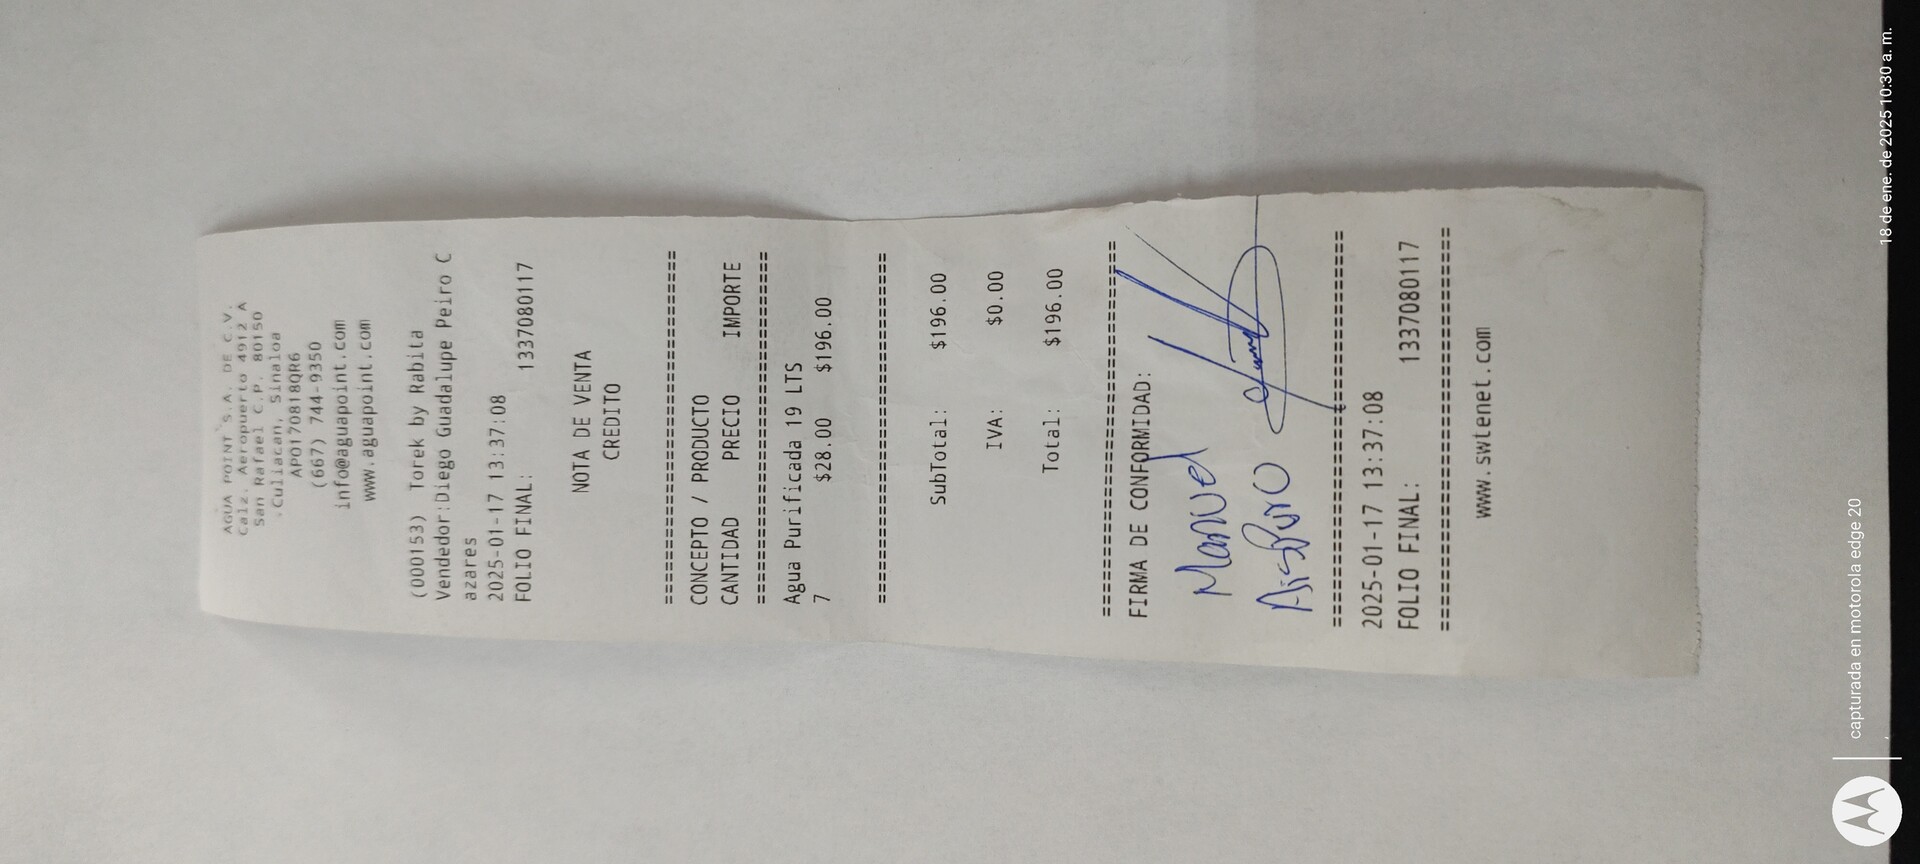 AGUA POINT S.A. DE C.V.
Calz. Aeropuerto 4912 A
San Rafael C.P. 80150
Culiacan, Sinaloa
APO170818QR6
(667) 744-9350
info@aguapoint.com
www.aguapoint.com
(000153) Torek by Rabita
Vendedor:Diego Guadalupe Peiro C
azares
2025-01-17 13:37:08
FOLIO FINAL: 1337080117
NOTA DE VENTA
CREDITO
================================
CONCEPTO / PRODUCTO
CANTIDAD PRECIO IMPORTE
================================
Agua Purificada 19 LTS
7 $28.00 $196.00
================================
SubTotal: $196.00
IVA: $0.00
Total: $196.00
================================
FIRMA DE CONFORMIDAD:
Manuel
================================
2025-01-17 13:37:08
FOLIO FINAL: 1337080117
================================
www.swtenet.com
18 de ene. de 2025 10:30 a. m.
capturada en motorola edge 20